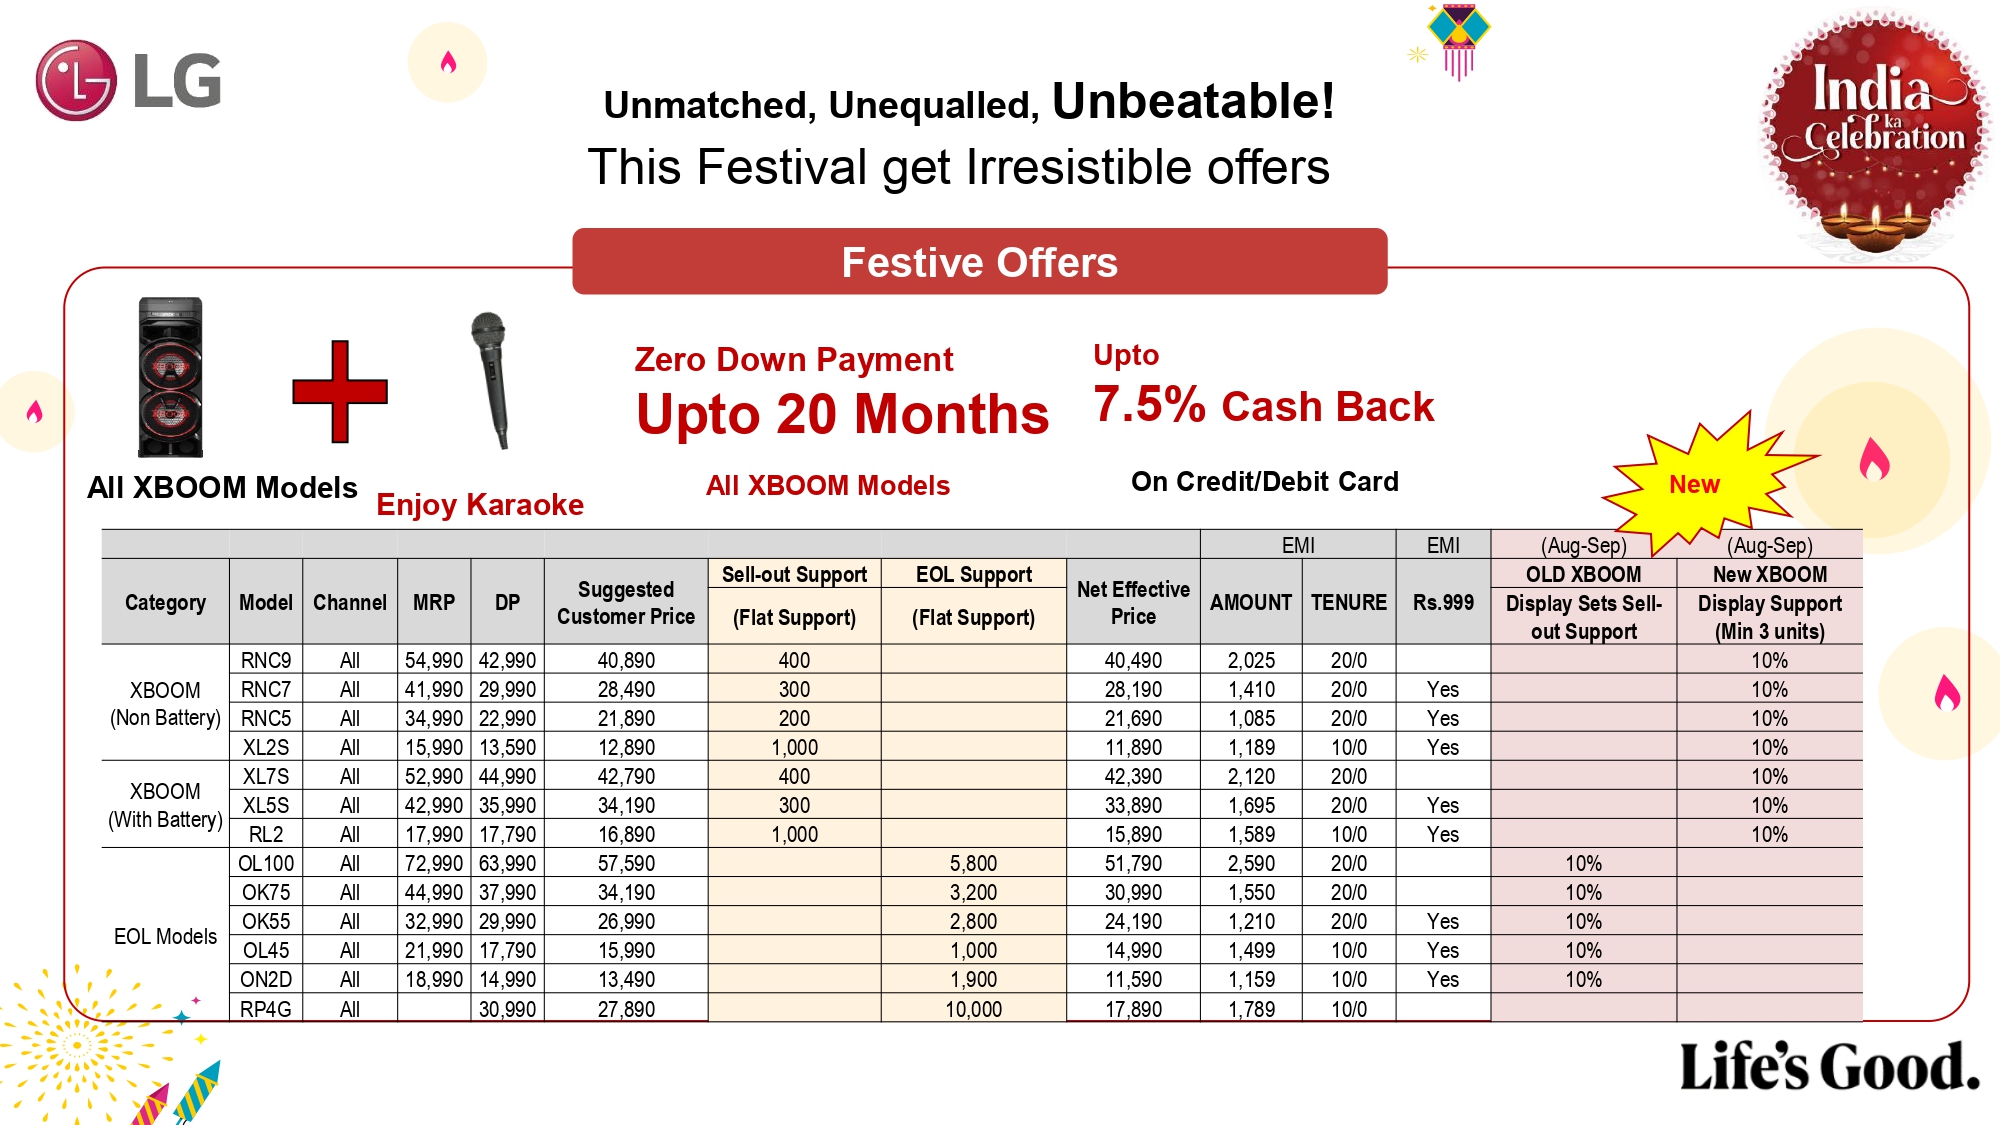 LG
Unmatched, Unequalled, Unbeatable!
This Festival get Irresistible offers
India
ka
Celebration
Festive Offers
Zero Down Payment
Upto 20 Months
All XBOOM Models
Upto
7.5% Cash Back
On Credit/Debit Card
All XBOOM Models
Enjoy Karaoke
New
EMI EMI (Aug-Sep) (Aug-Sep)
Category Model Channel MRP DP Suggested Customer Price Sell-out Support (Flat Support) EOL Support (Flat Support) Net Effective Price AMOUNT TENURE Rs.999 OLD XBOOM Display Sets Sell-out Support New XBOOM Display Support (Min 3 units)
XBOOM (Non Battery) RNC9 All 54,990 42,990 40,890 400 40,490 2,025 20/0 10%
RNC7 All 41,990 29,990 28,490 300 28,190 1,410 20/0 Yes 10%
RNC5 All 34,990 22,990 21,890 200 21,690 1,085 20/0 Yes 10%
XL2S All 15,990 13,590 12,890 1,000 11,890 1,189 10/0 Yes 10%
XBOOM (With Battery) XL7S All 52,990 44,990 42,790 400 42,390 2,120 20/0 10%
XL5S All 42,990 35,990 34,190 300 33,890 1,695 20/0 Yes 10%
RL2 All 17,990 17,790 16,890 1,000 15,890 1,589 10/0 Yes 10%
EOL Models OL100 All 72,990 63,990 57,590 5,800 51,790 2,590 20/0 10%
OK75 All 44,990 37,990 34,190 3,200 30,990 1,550 20/0 10%
OK55 All 32,990 29,990 26,990 2,800 24,190 1,210 20/0 Yes 10%
OL45 All 21,990 17,790 15,990 1,000 14,990 1,499 10/0 Yes 10%
ON2D All 18,990 14,990 13,490 1,900 11,590 1,159 10/0 Yes 10%
RP4G All 30,990 27,890 10,000 17,890 1,789 10/0
Life's Good.